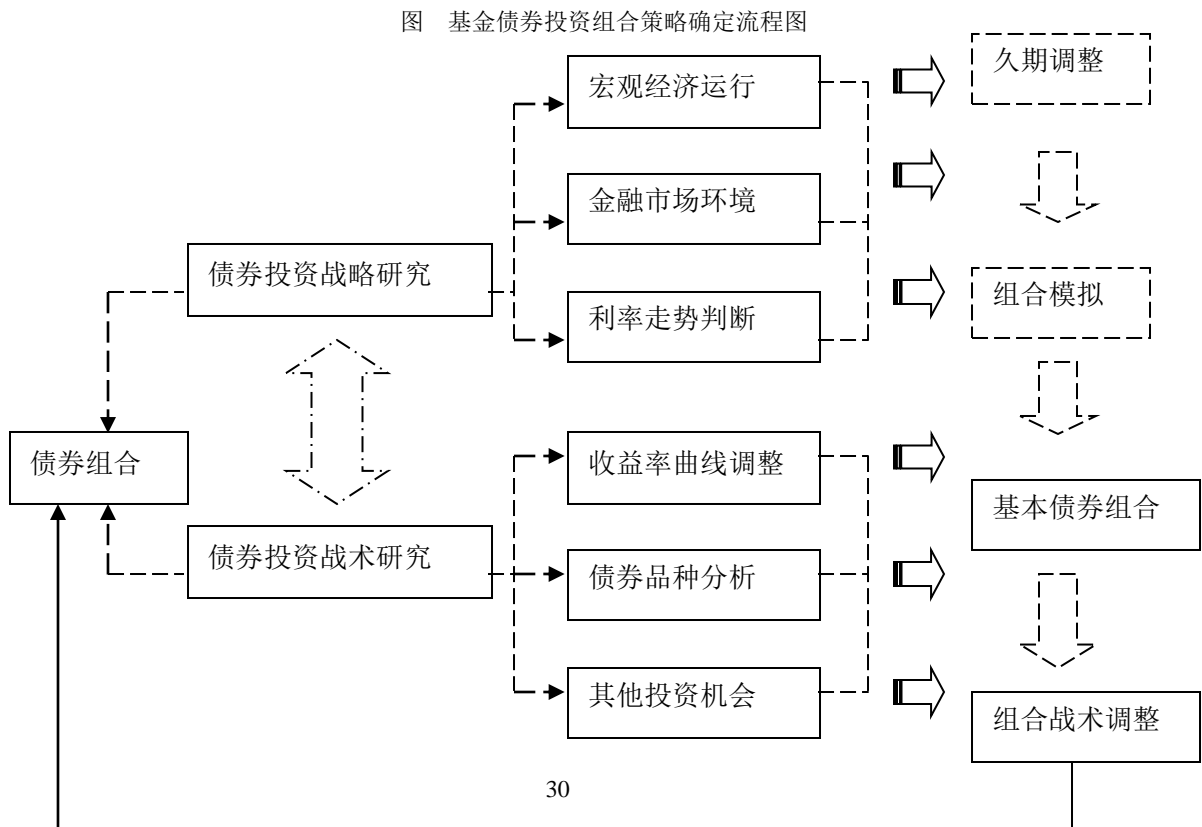 图 基金债券投资组合策略确定流程图
宏观经济运行
久期调整
金融市场环境
债券投资战略研究
利率走势判断
组合模拟
债券组合
收益率曲线调整
基本债券组合
债券投资战术研究
债券品种分析
其他投资机会
组合战术调整
30